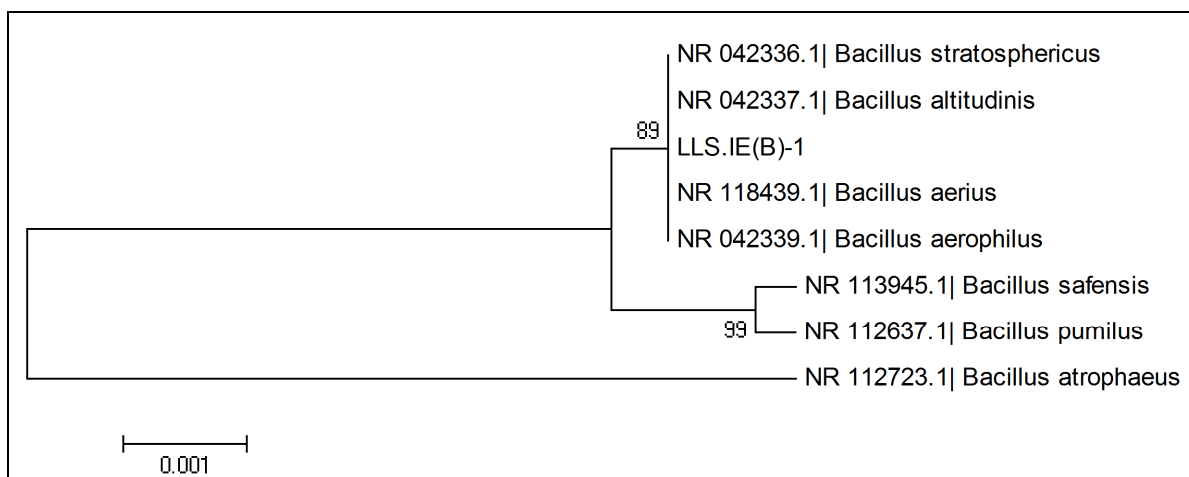 NR 042336.1| Bacillus stratosphericus
NR 042337.1| Bacillus altitudinis
89
LLS.IE(B)-1
NR 118439.1| Bacillus aerius
NR 042339.1| Bacillus aerophilus
NR 113945.1| Bacillus safensis
99
NR 112637.1| Bacillus pumilus
NR 112723.1| Bacillus atrophaeus
0.001